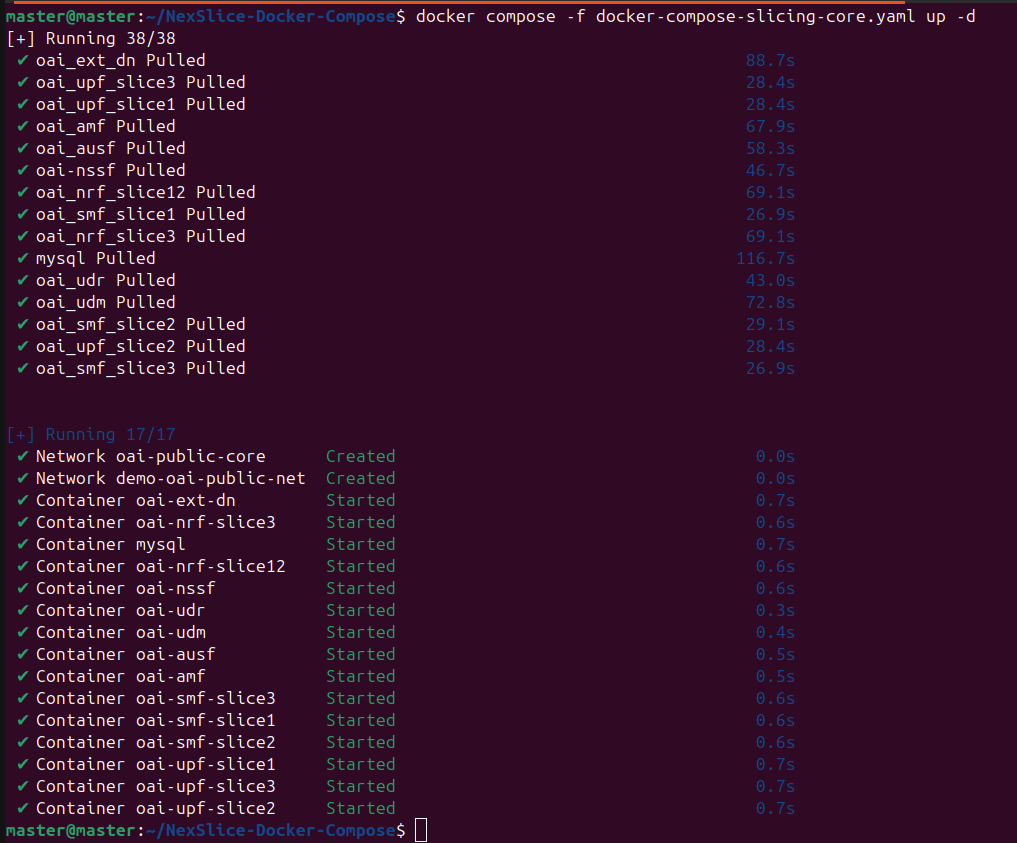 master@master:~/NexSlice-Docker-Compose$ docker compose -f docker-compose-slicing-core.yaml up -d
[+] Running 38/38
✔ oai_ext_dn Pulled 88.7s
✔ oai_upf_slice3 Pulled 28.4s
✔ oai_upf_slice1 Pulled 28.4s
✔ oai_amf Pulled 67.9s
✔ oai_ausf Pulled 58.3s
✔ oai-nssf Pulled 46.7s
✔ oai_nrf_slice12 Pulled 69.1s
✔ oai_smf_slice1 Pulled 26.9s
✔ oai_nrf_slice3 Pulled 69.1s
✔ mysql Pulled 116.7s
✔ oai_udr Pulled 43.0s
✔ oai_udm Pulled 72.8s
✔ oai_smf_slice2 Pulled 29.1s
✔ oai_upf_slice2 Pulled 28.4s
✔ oai_smf_slice3 Pulled 26.9s
[+] Running 17/17
✔ Network oai-public-core Created 0.0s
✔ Network demo-oai-public-net Created 0.0s
✔ Container oai-ext-dn Started 0.7s
✔ Container oai-nrf-slice3 Started 0.6s
✔ Container mysql Started 0.7s
✔ Container oai-nrf-slice12 Started 0.6s
✔ Container oai-nssf Started 0.6s
✔ Container oai-udr Started 0.3s
✔ Container oai-udm Started 0.4s
✔ Container oai-ausf Started 0.5s
✔ Container oai-amf Started 0.5s
✔ Container oai-smf-slice3 Started 0.6s
✔ Container oai-smf-slice1 Started 0.6s
✔ Container oai-smf-slice2 Started 0.6s
✔ Container oai-upf-slice1 Started 0.7s
✔ Container oai-upf-slice3 Started 0.7s
✔ Container oai-upf-slice2 Started 0.7s
master@master:~/NexSlice-Docker-Compose$